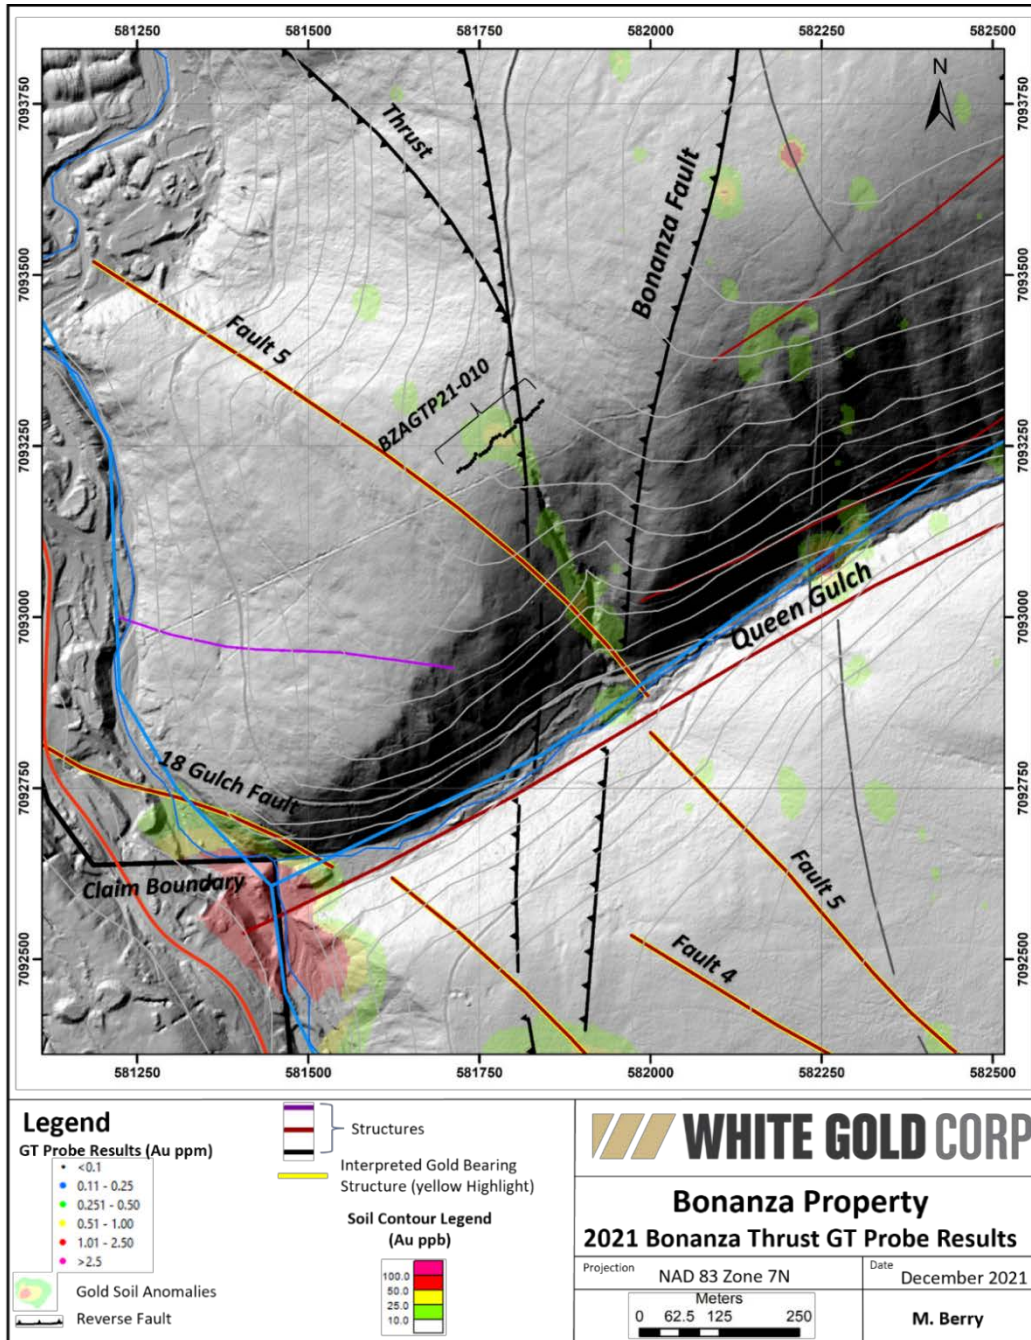 581250 581500 581750 582000 582250 582500
7093750 7093750
N
Thrust
Bonanza Fault
7093500 7093500
Fault 5
BZAGTP21-010
7093250 7093250
7093000 7093000
Queen Gulch
18 Gulch Fault
7092750 7092750
Claim Boundary
Fault 5
Fault 4
7092500 7092500
581250 581500 581750 582000 582250 582500
Legend
GT Probe Results (Au ppm)
<0.1
0.11 - 0.25
0.251 - 0.50
0.51 - 1.00
1.01 - 2.50
>2.5
Gold Soil Anomalies
Reverse Fault
Structures
Interpreted Gold Bearing
Structure (yellow Highlight)
Soil Contour Legend
(Au ppb)
100.0
50.0
25.0
10.0
WHITE GOLD CORP
Bonanza Property
2021 Bonanza Thrust GT Probe Results
Projection NAD 83 Zone 7N
Date December 2021
Meters
0 62.5 125 250
M. Berry